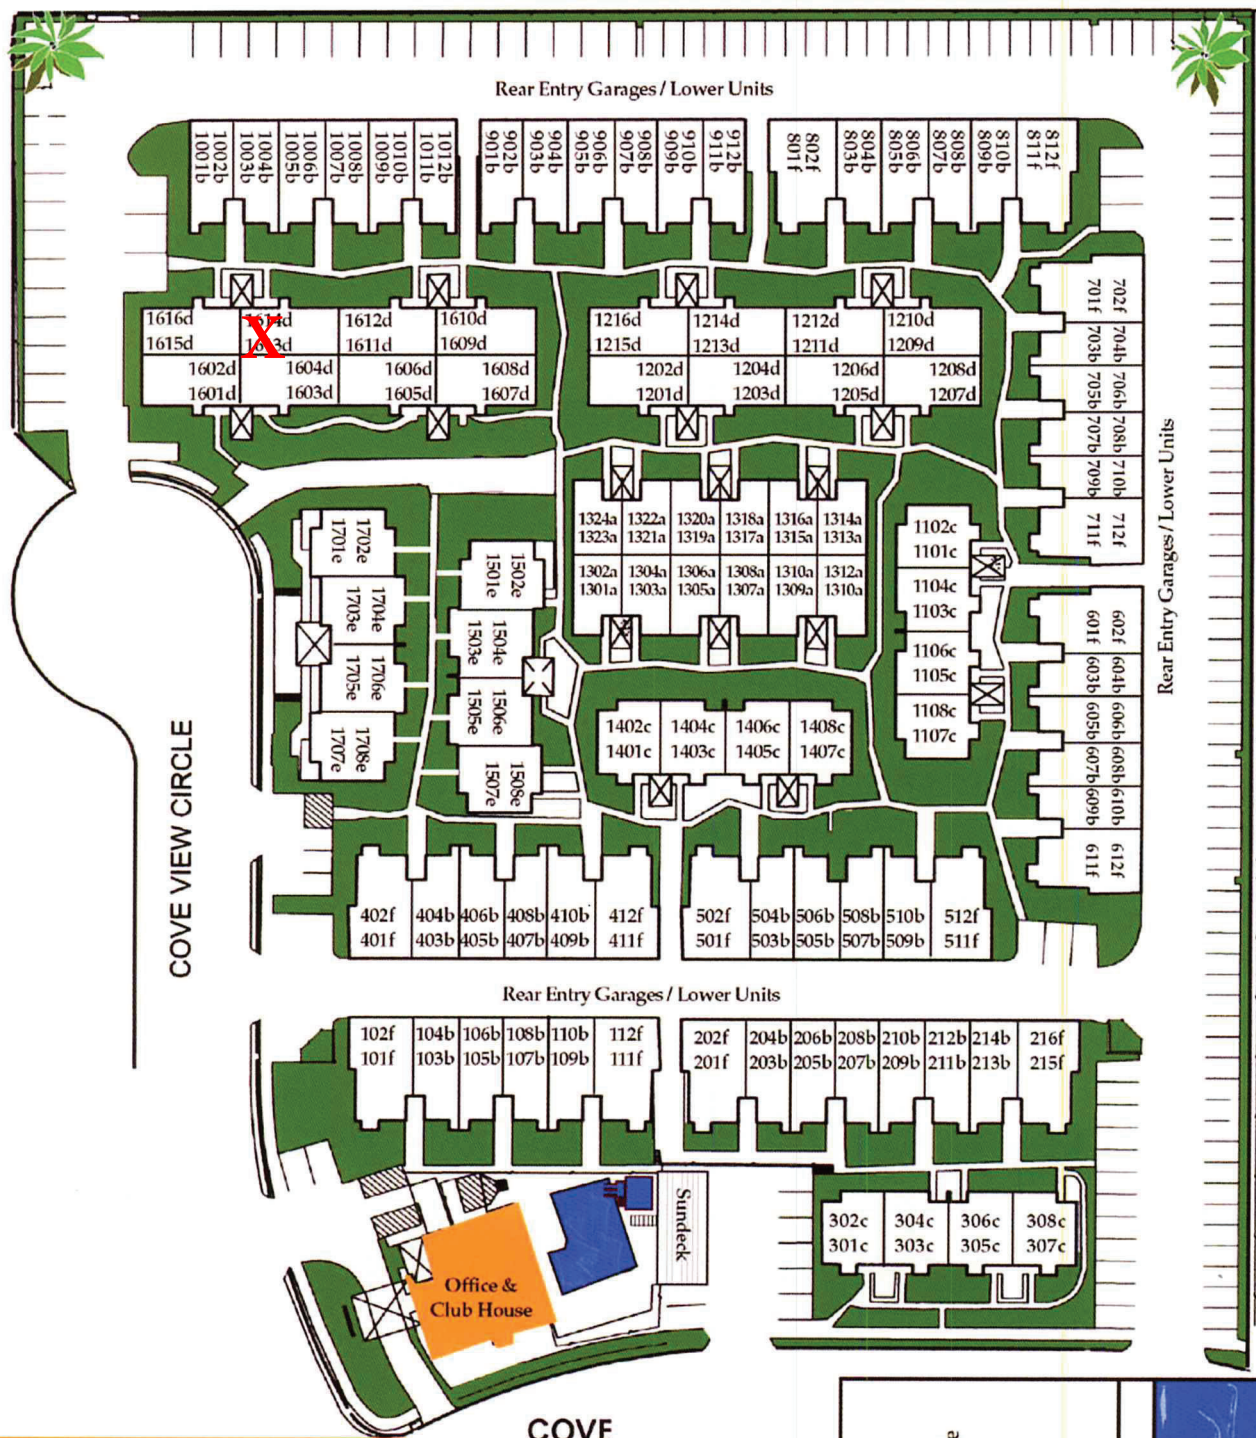 Rear Entry Garages / Lower Units
1001b
1002b
1003b
1004b
1005b
1006b
1007b
1008b
1009b
1010b
1011b
1012b
901b
902b
903b
904b
905b
906b
907b
908b
909b
910b
911b
912b
801f
802f
803b
804b
805b
806b
807b
808b
809b
810b
811f
812f
1616d 1614d 1612d 1610d
1615d 1613d 1611d 1609d
X
1602d 1604d 1606d 1608d
1601d 1603d 1605d 1607d
1216d 1214d 1212d 1210d
1215d 1213d 1211d 1209d
1202d 1204d 1206d 1208d
1201d 1203d 1205d 1207d
702f
701f
704b
703b
706b
705b
708b
707b
710b
709b
712f
711f
Rear Entry Garages / Lower Units
1324a 1322a 1320a 1318a 1316a 1314a
1323a 1321a 1319a 1317a 1315a 1313a
1302a 1304a 1306a 1308a 1310a 1312a
1301a 1303a 1305a 1307a 1309a 1310a
1102c
1101c
1104c
1103c
1106c
1105c
1108c
1107c
1702e
1701e
1704e
1703e
1706e
1705e
1708e
1707e
1502e
1501e
1504e
1503e
1506e
1505e
1508e
1507e
602f
601f
604b
603b
606b
605b
608b
607b
610b
609b
612f
611f
1402c 1404c 1406c 1408c
1401c 1403c 1405c 1407c
COVE VIEW CIRCLE
402f 404b 406b 408b 410b 412f
401f 403b 405b 407b 409b 411f
502f 504b 506b 508b 510b 512f
501f 503b 505b 507b 509b 511f
Rear Entry Garages / Lower Units
102f 104b 106b 108b 110b 112f
101f 103b 105b 107b 109b 111f
202f 204b 206b 208b 210b 212b 214b 216f
201f 203b 205b 207b 209b 211b 213b 215f
Sundeck
302c 304c 306c 308c
301c 303c 305c 307c
Office &
Club House
COVE